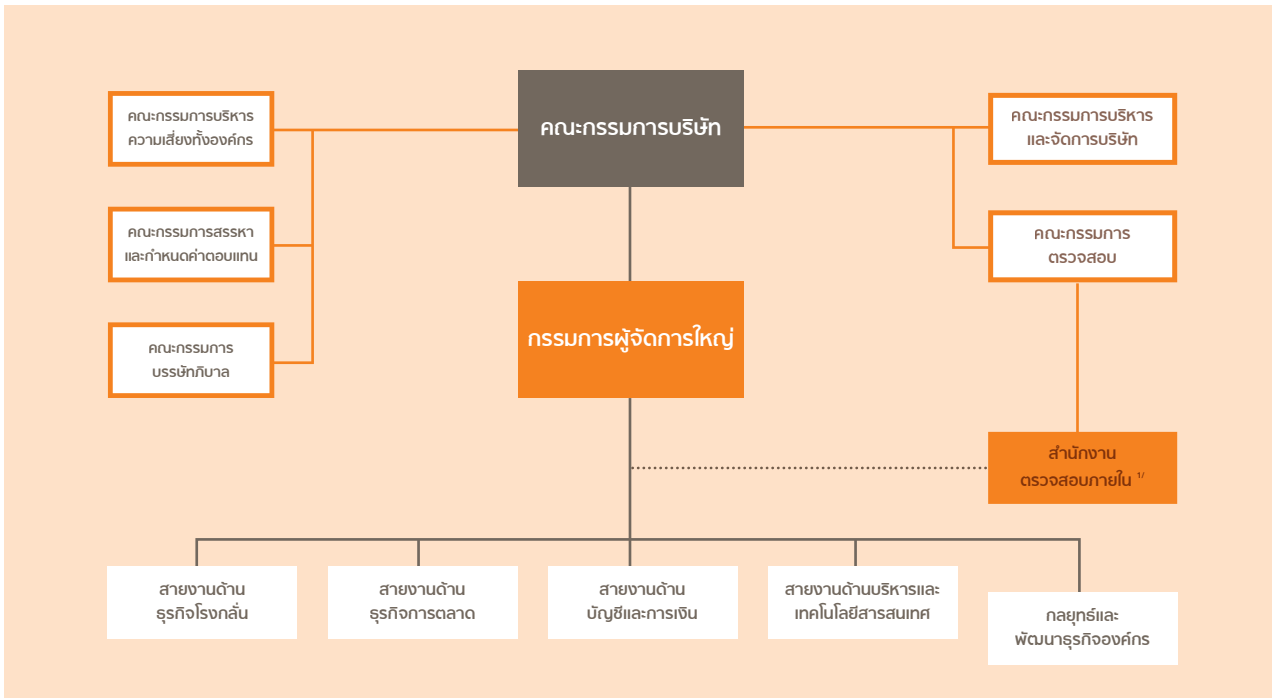 คณะกรรมการบริษัท
คณะกรรมการบริหาร
ความเสี่ยงทั้งองค์กร
คณะกรรมการสรรหา
และกำหนดค่าตอบแทน
คณะกรรมการ
บรรษัทภิบาล
คณะกรรมการบริหาร
และจัดการบริษัท
คณะกรรมการ
ตรวจสอบ
กรรมการผู้จัดการใหญ่
สำนักงาน
ตรวจสอบภายใน 1/
สายงานด้าน
ธุรกิจโรงกลั่น
สายงานด้าน
ธุรกิจการตลาด
สายงานด้าน
บัญชีและการเงิน
สายงานด้านบริหารและ
เทคโนโลยีสารสนเทศ
กลยุทธ์และ
พัฒนาธุรกิจองค์กร